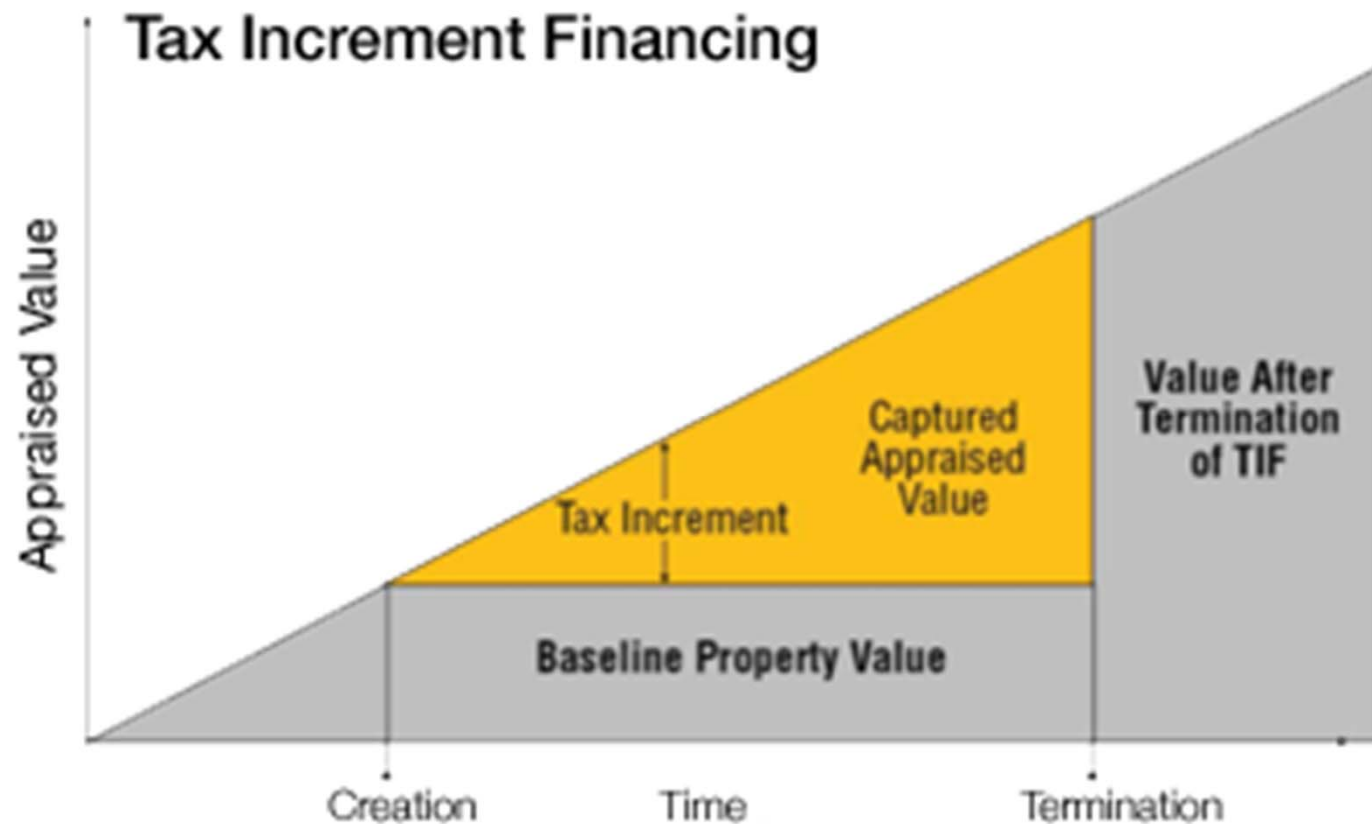 Tax Increment Financing
Appraised Value
Captured
Appraised
Value
Tax Increment
Value After
Termination
of TIF
Baseline Property Value
Creation
Time
Termination